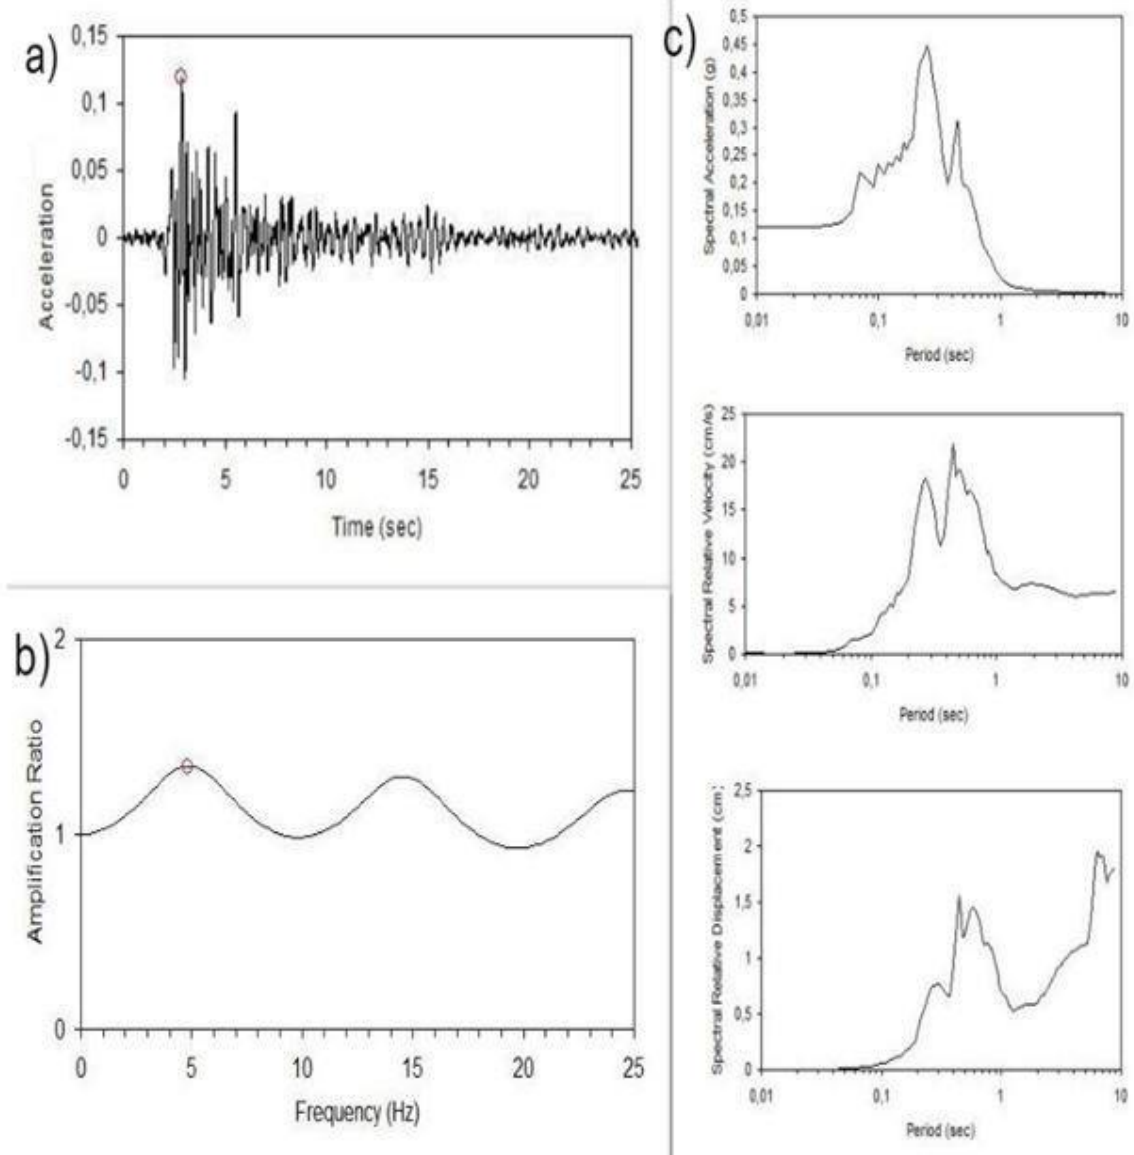 a)
0,15
0,1
0,05
0
-0,05
-0,1
-0,15
Acceleration
0 5 10 15 20 25
Time (sec)
b)
2
1
0
Amplification Ratio
0 5 10 15 20 25
Frequency (Hz)
c)
0,5
0,45
0,4
0,35
0,3
0,25
0,2
0,15
0,1
0,05
0
Spectral Acceleration (g)
0,01 0,1 1 10
Period (sec)
25
20
15
10
5
0
Spectral Relative Velocity (cm/s)
0,01 0,1 1 10
Period (sec)
2,5
2
1,5
1
0,5
0
Spectral Relative Displacement (cm)
0,01 0,1 1 10
Period (sec)